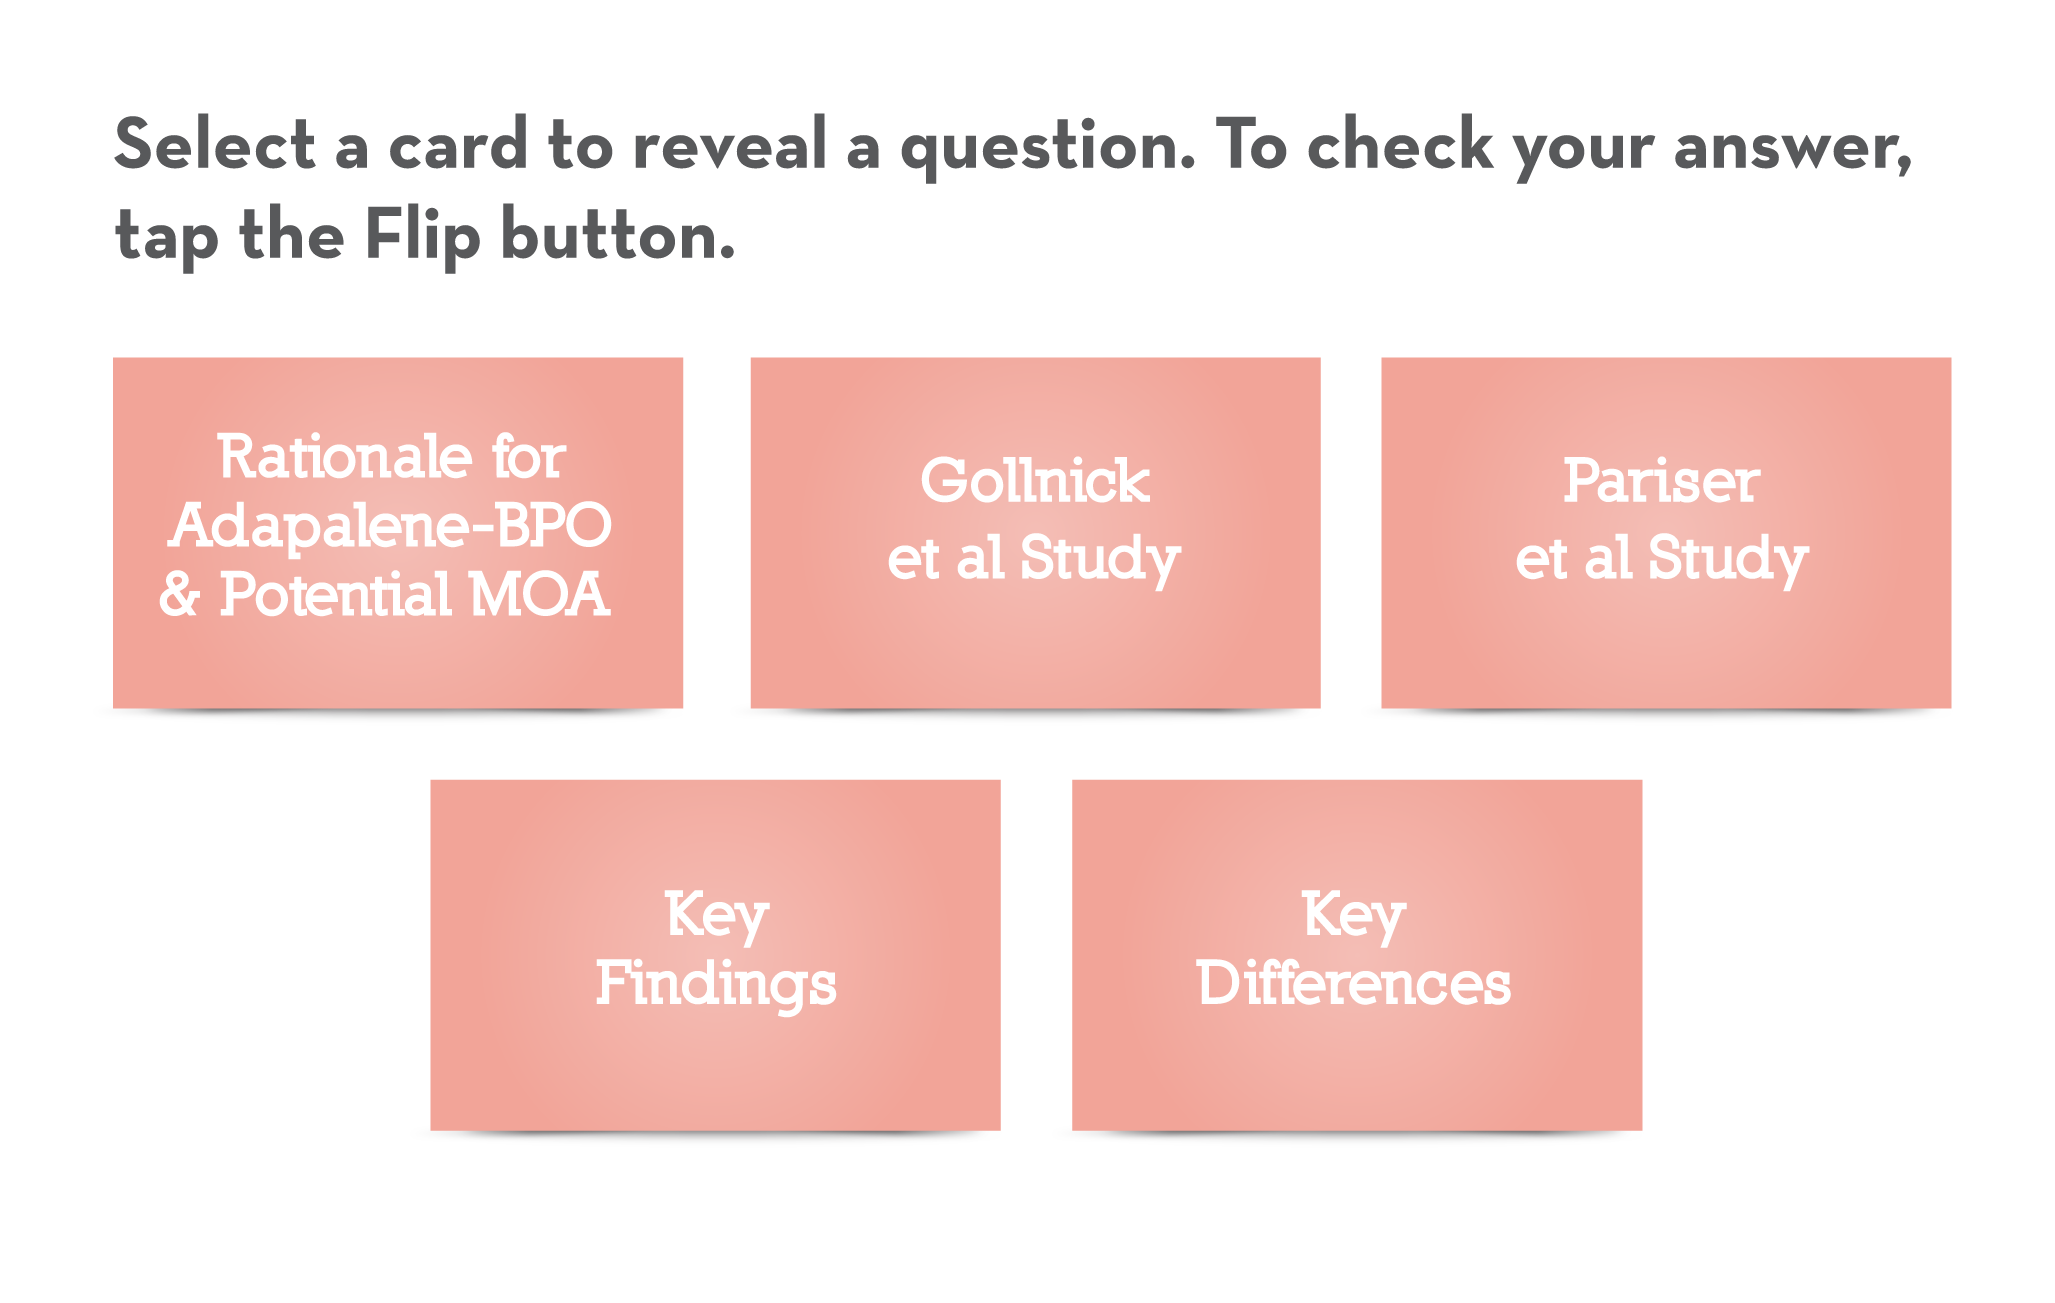 Select a card to reveal a question. To check your answer,
tap the Flip button.
Rationale for
Adapalene-BPO
& Potential MOA
Gollnick
et al Study
Pariser
et al Study
Key
Findings
Key
Differences